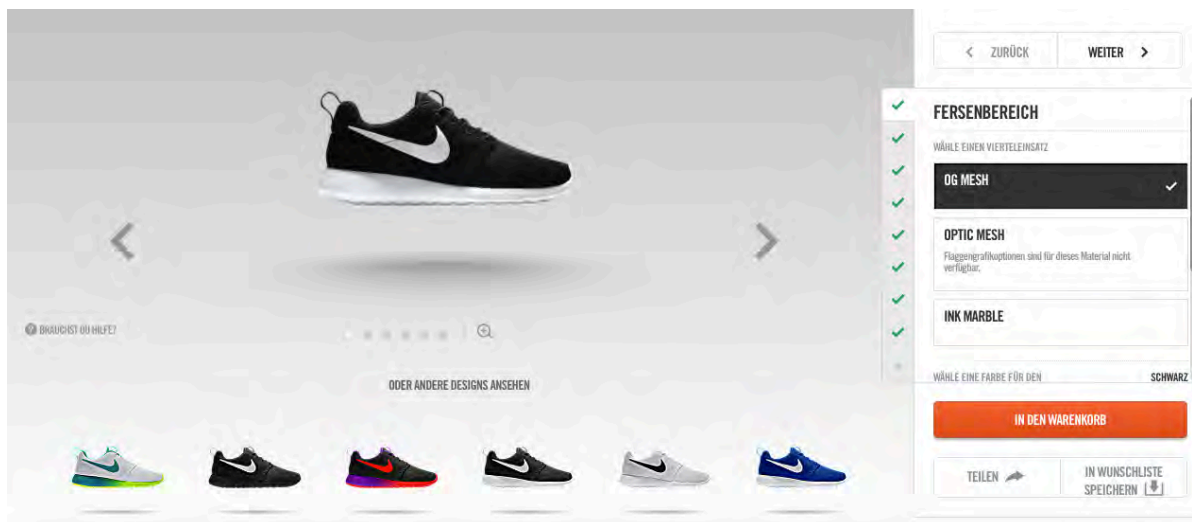 ZURÜCK
WEITER
FERSENBEREICH
WÄHLE EINEN VIERTELEINSATZ
OG MESH
OPTIC MESH
Flaggengrafikoptionen sind für dieses Material nicht
verfügbar.
INK MARBLE
BRAUCHST DU HILFE?
ODER ANDERE DESIGNS ANSEHEN
WÄHLE EINE FARBE FÜR DEN
SCHWARZ
IN DEN WARENKORB
TEILEN
IN WUNSCHLISTE
SPEICHERN